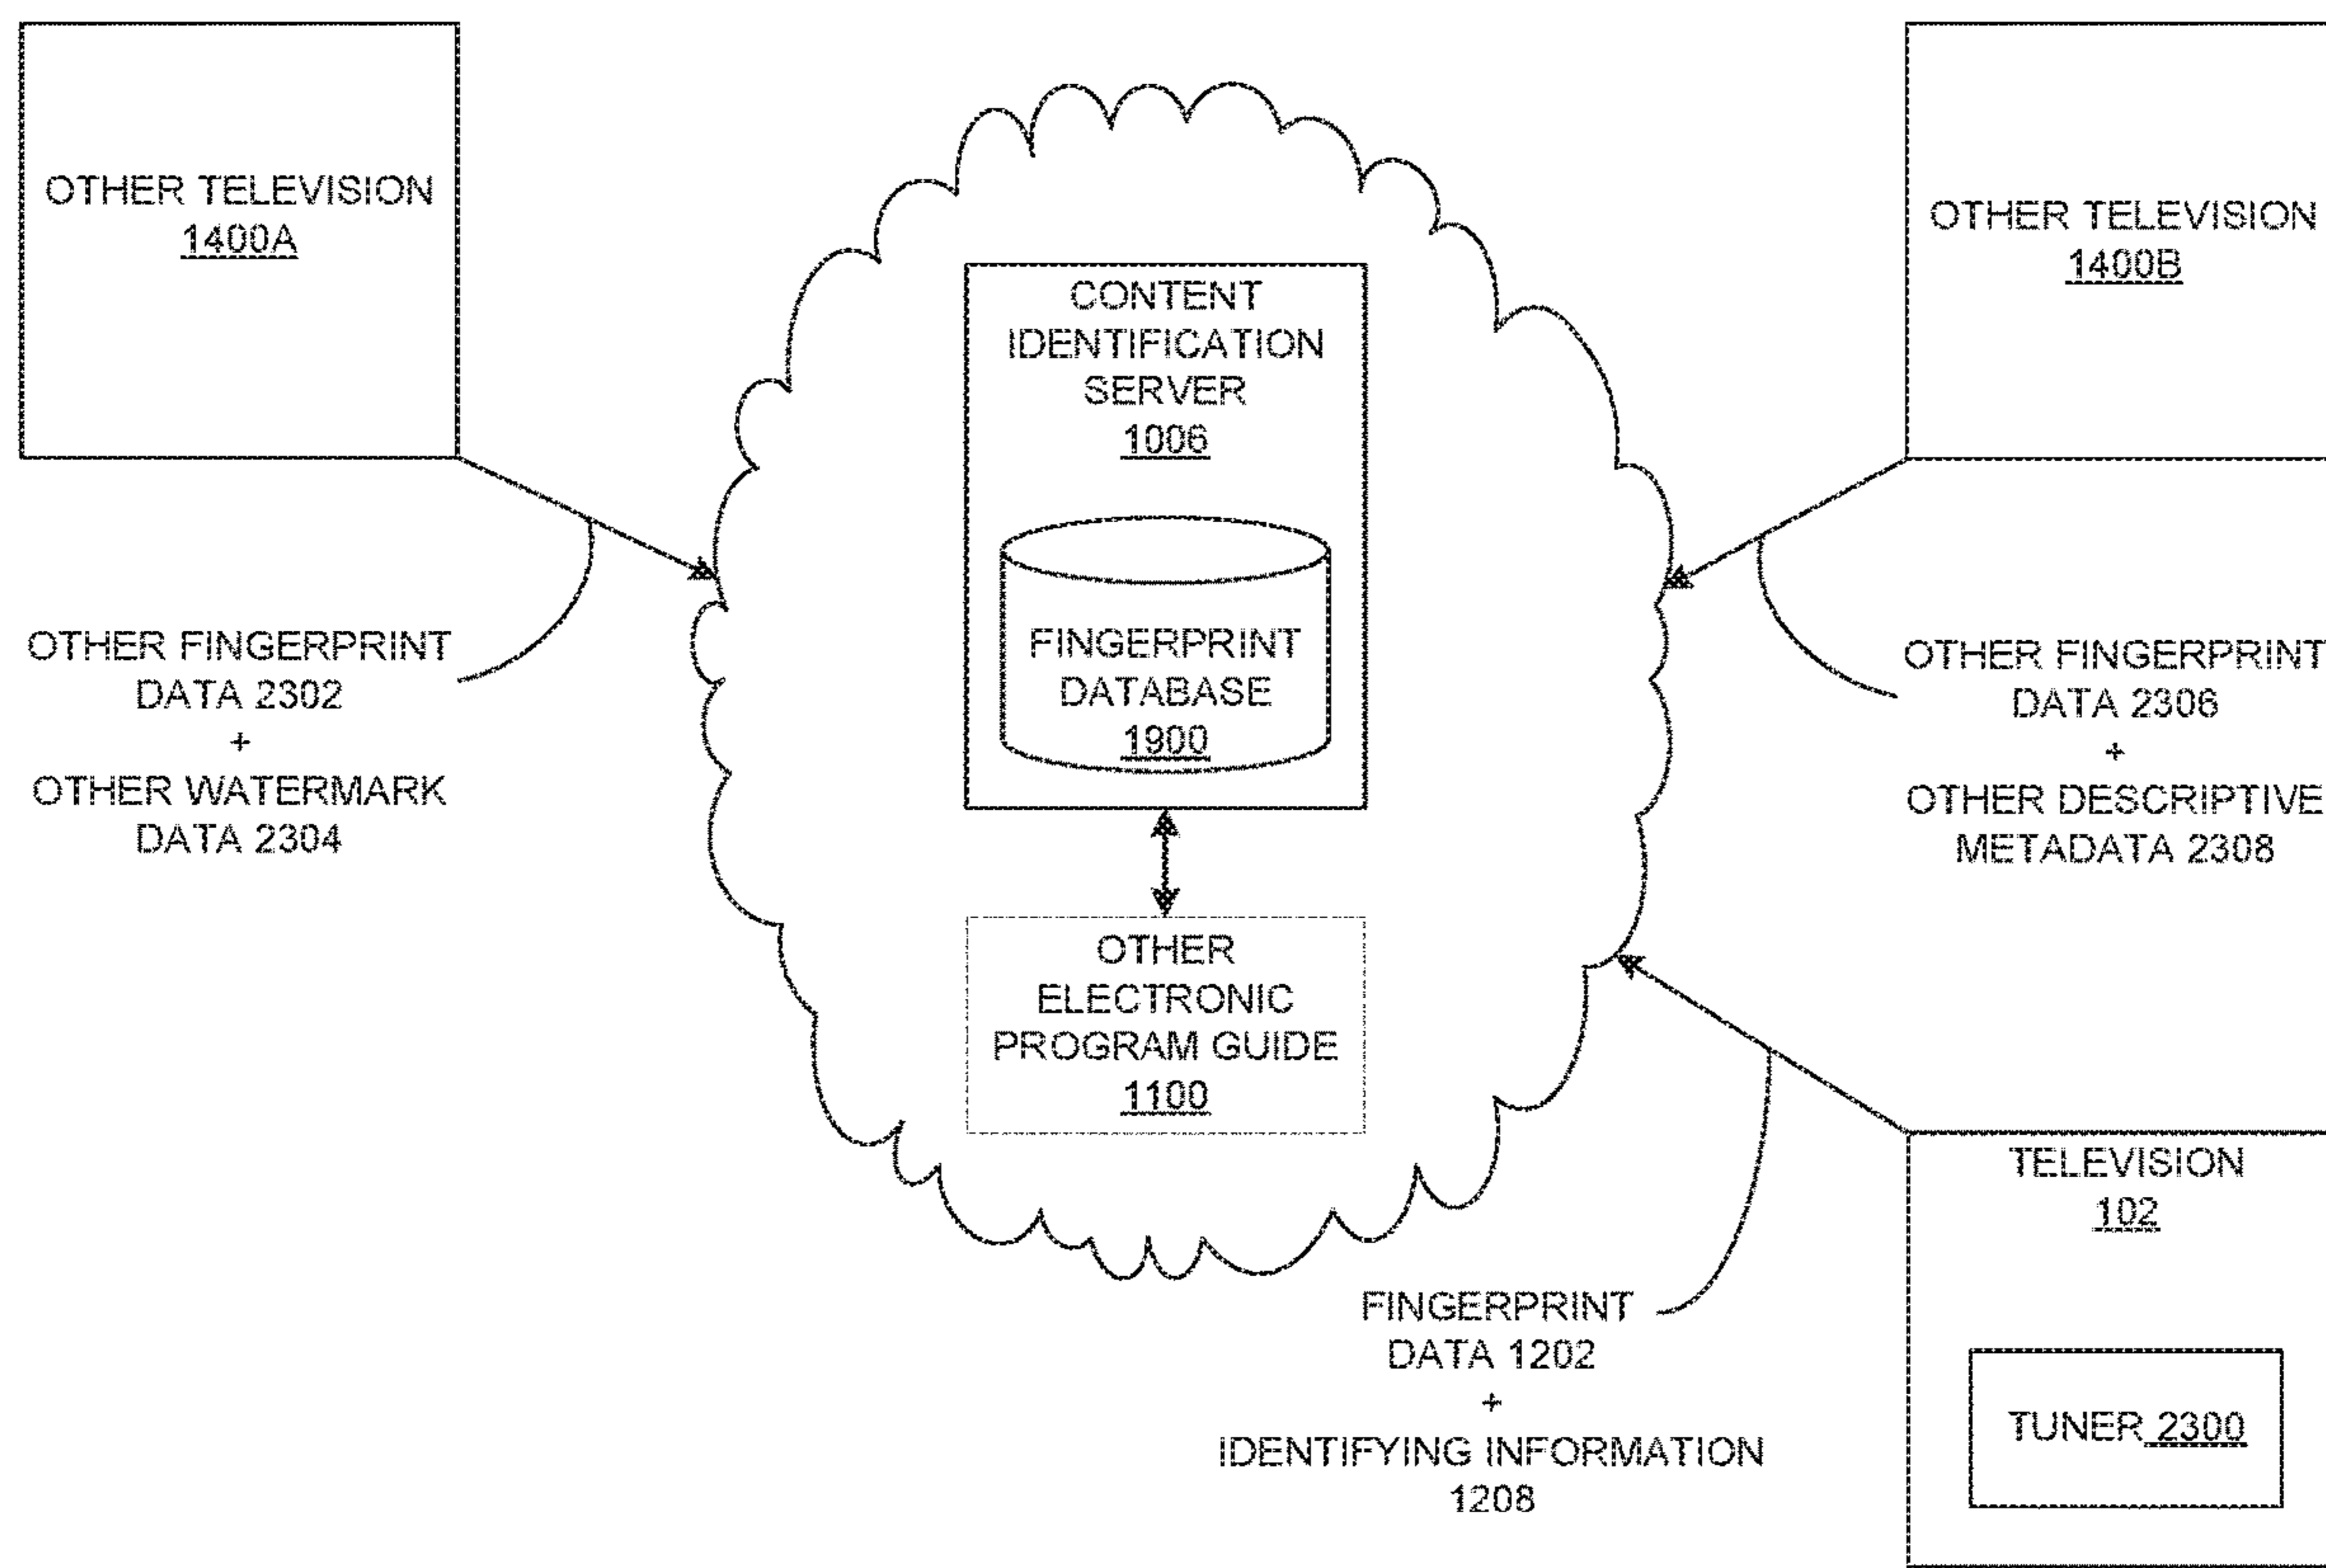 OTHER TELEVISION
1400A
OTHER FINGERPRINT
DATA 2302
+
OTHER WATERMARK
DATA 2304
CONTENT
IDENTIFICATION
SERVER
1006
FINGERPRINT
DATABASE
1900
OTHER
ELECTRONIC
PROGRAM GUIDE
1100
OTHER TELEVISION
1400B
OTHER FINGERPRINT
DATA 2306
+
OTHER DESCRIPTIVE
METADATA 2308
FINGERPRINT
DATA 1202
+
IDENTIFYING INFORMATION
1208
TELEVISION
102
TUNER 2300